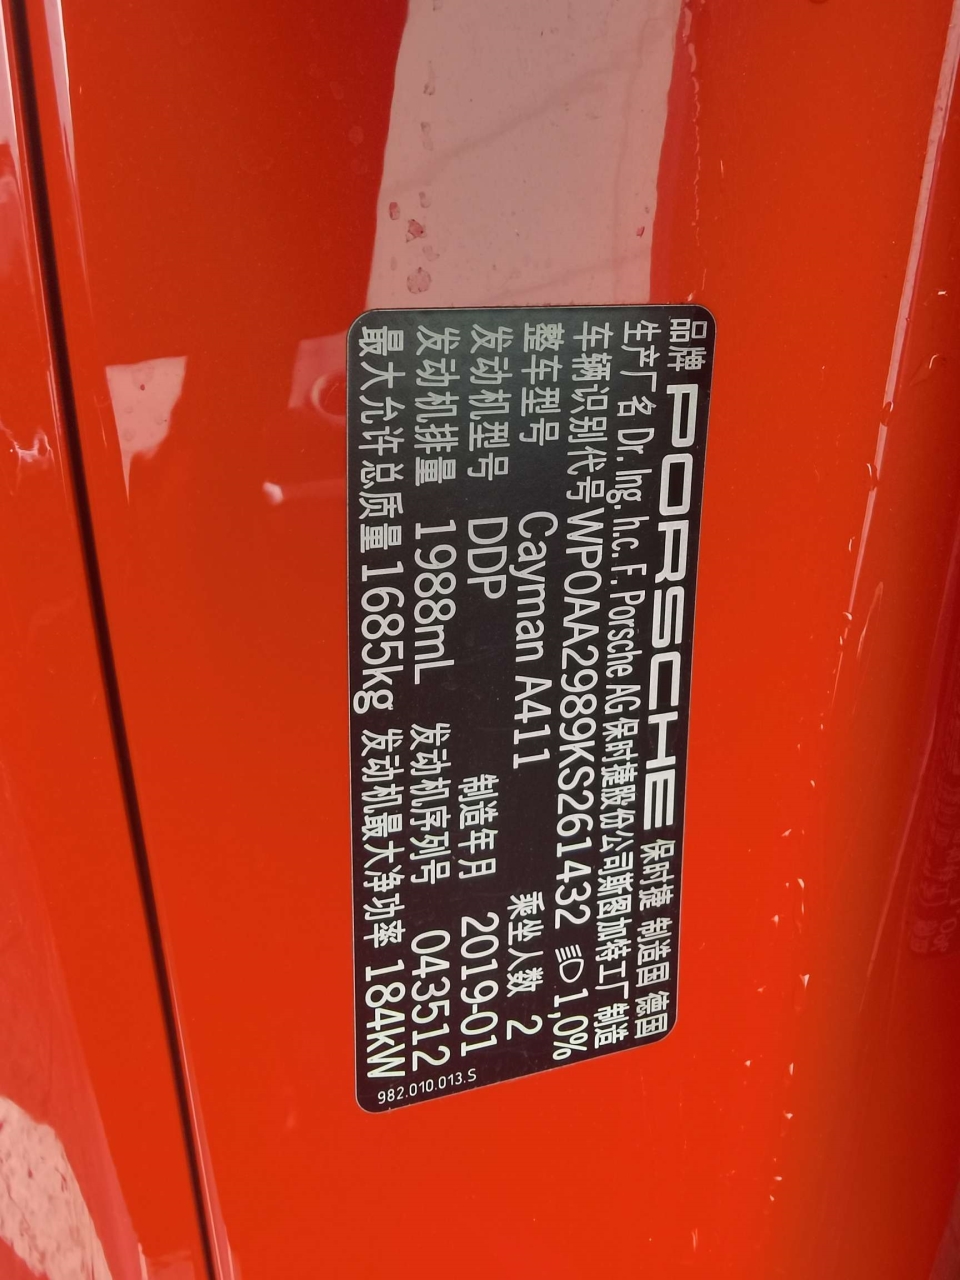 品牌 PORSCHE 保时捷 制造国 德国
生产厂名 Dr. Ing. h.c. F. Porsche AG 保时捷股份公司斯图加特工厂 制造
车辆识别代号 WP0AA2989KS261432 1,0%
整车型号 Cayman A411 乘坐人数 2
发动机型号 DDP 制造年月 2019-01
发动机排量 1988mL 发动机序列号 043512
最大允许总质量 1685kg 发动机最大净功率 184kW
982.010.013.S